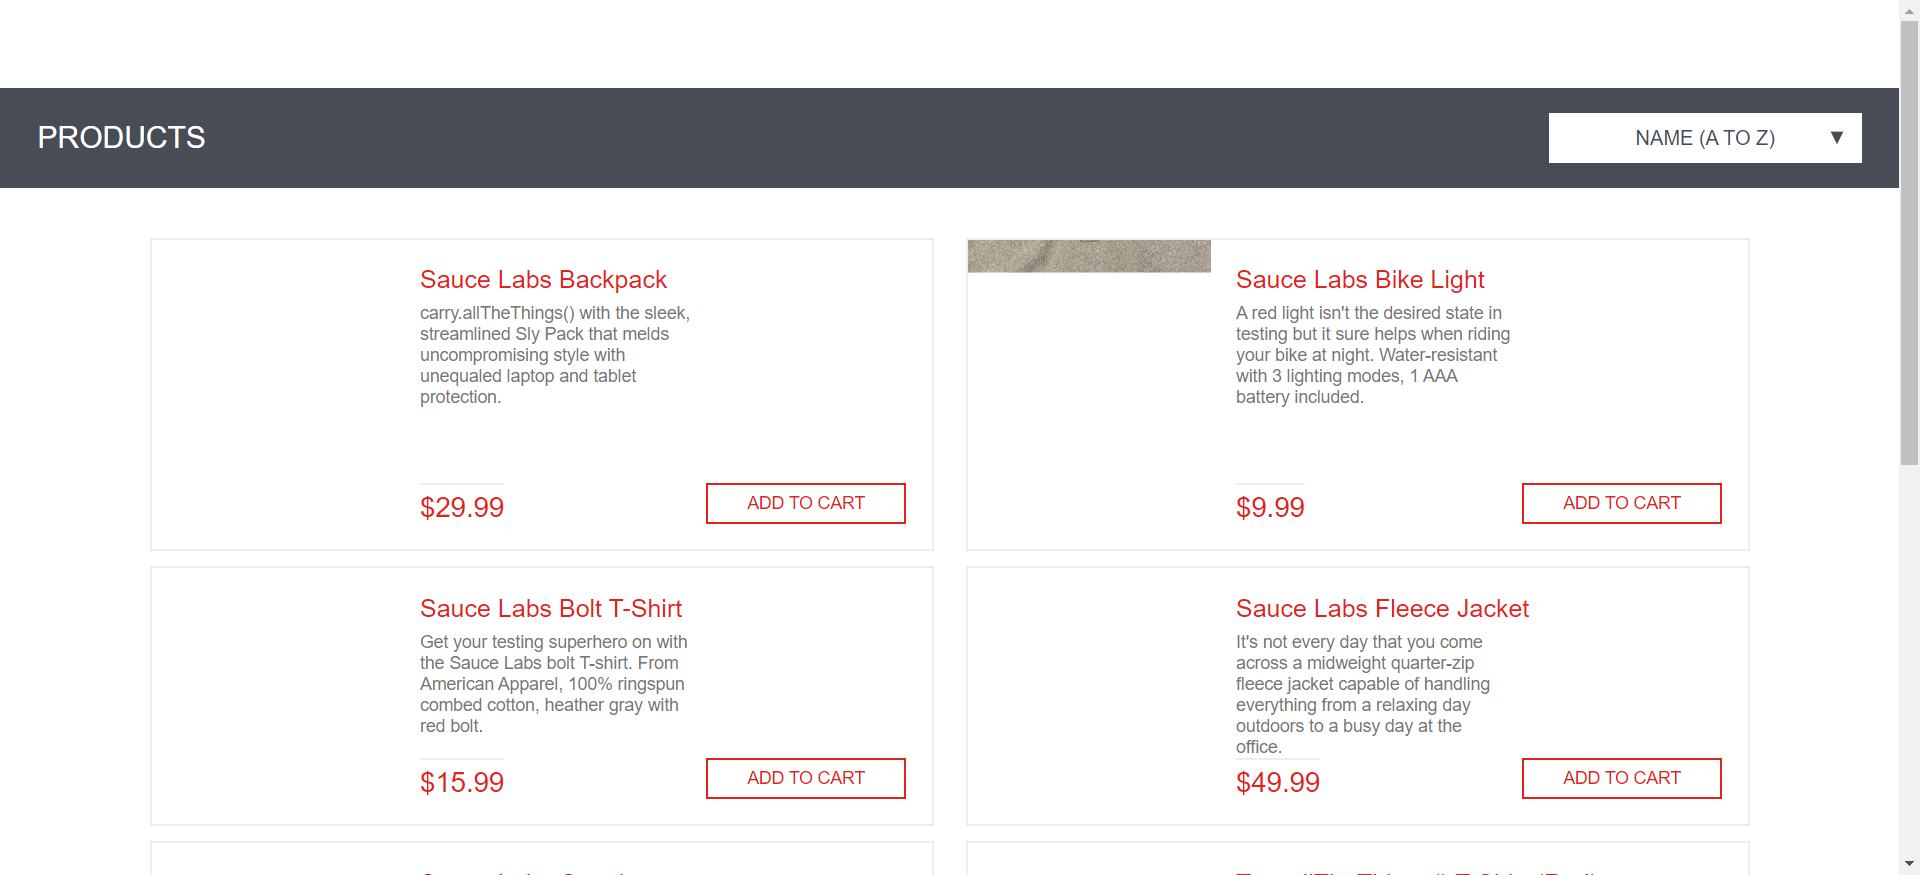 PRODUCTS
NAME (A TO Z)
Sauce Labs Backpack
carry.allTheThings() with the sleek,
streamlined Sly Pack that melds
uncompromising style with
unequaled laptop and tablet
protection.
$29.99
ADD TO CART
Sauce Labs Bike Light
A red light isn't the desired state in
testing but it sure helps when riding
your bike at night. Water-resistant
with 3 lighting modes, 1 AAA
battery included.
$9.99
ADD TO CART
Sauce Labs Bolt T-Shirt
Get your testing superhero on with
the Sauce Labs bolt T-shirt. From
American Apparel, 100% ringspun
combed cotton, heather gray with
red bolt.
$15.99
ADD TO CART
Sauce Labs Fleece Jacket
It's not every day that you come
across a midweight quarter-zip
fleece jacket capable of handling
everything from a relaxing day
outdoors to a busy day at the
office.
$49.99
ADD TO CART